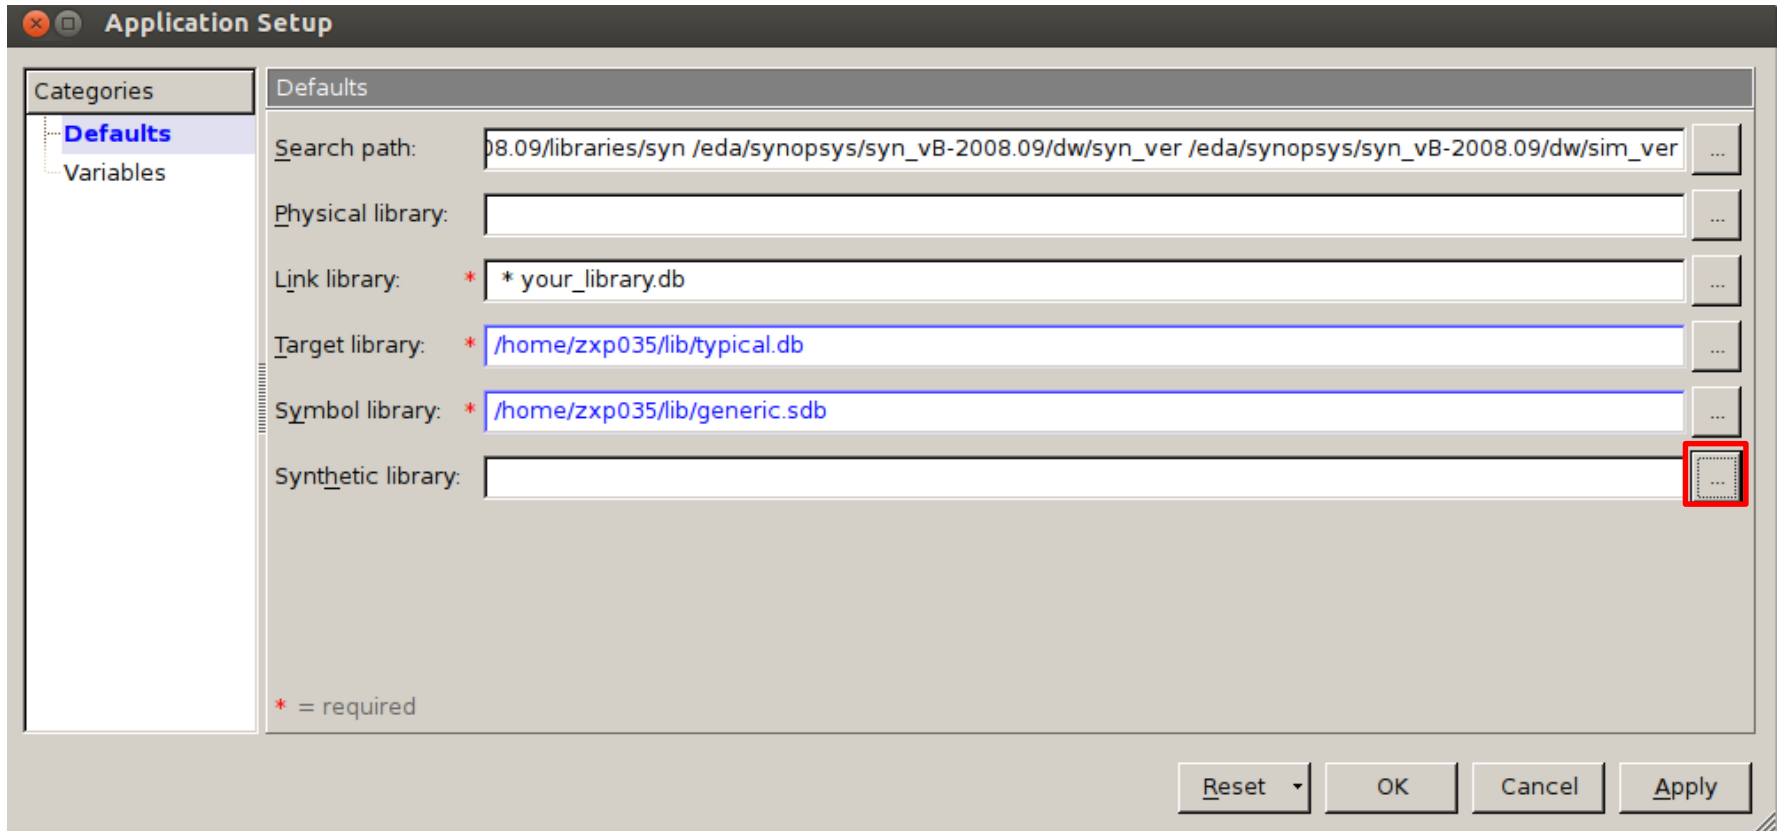 Application Setup
Categories
Defaults
Variables
Defaults
Search path: 08.09/libraries/syn /eda/synopsys/syn_vB-2008.09/dw/syn_ver /eda/synopsys/syn_vB-2008.09/dw/sim_ver ...
Physical library: ...
Link library: * * your_library.db ...
Target library: * /home/zxp035/lib/typical.db ...
Symbol library: * /home/zxp035/lib/generic.sdb ...
Synthetic library: ...
* = required
Reset OK Cancel Apply